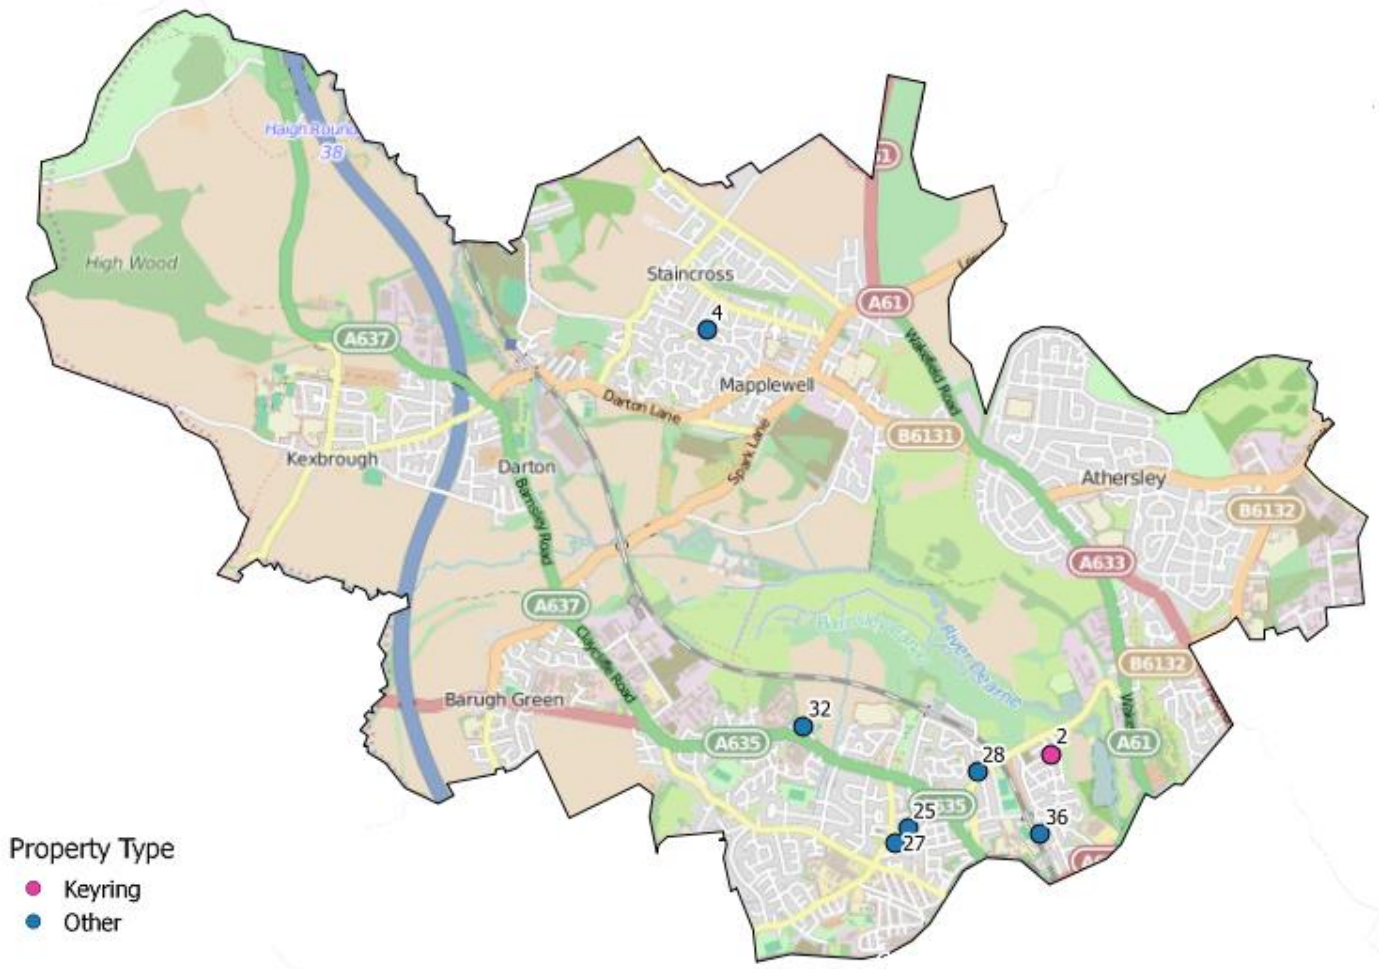 Haigh Round
38
A61
High Wood
Staincross
4
A61
A637
Wakefield Road
Mapplewell
Darton Lane
B6131
Spark Lane
Kexbrough
Darton
Athersley
Barnsley Road
B6132
A633
A637
Claycliffe Road
River Dearne
B6132
Barugh Green
32
2
A635
28
A61
A635
25
36
27
Property Type
Keyring
Other